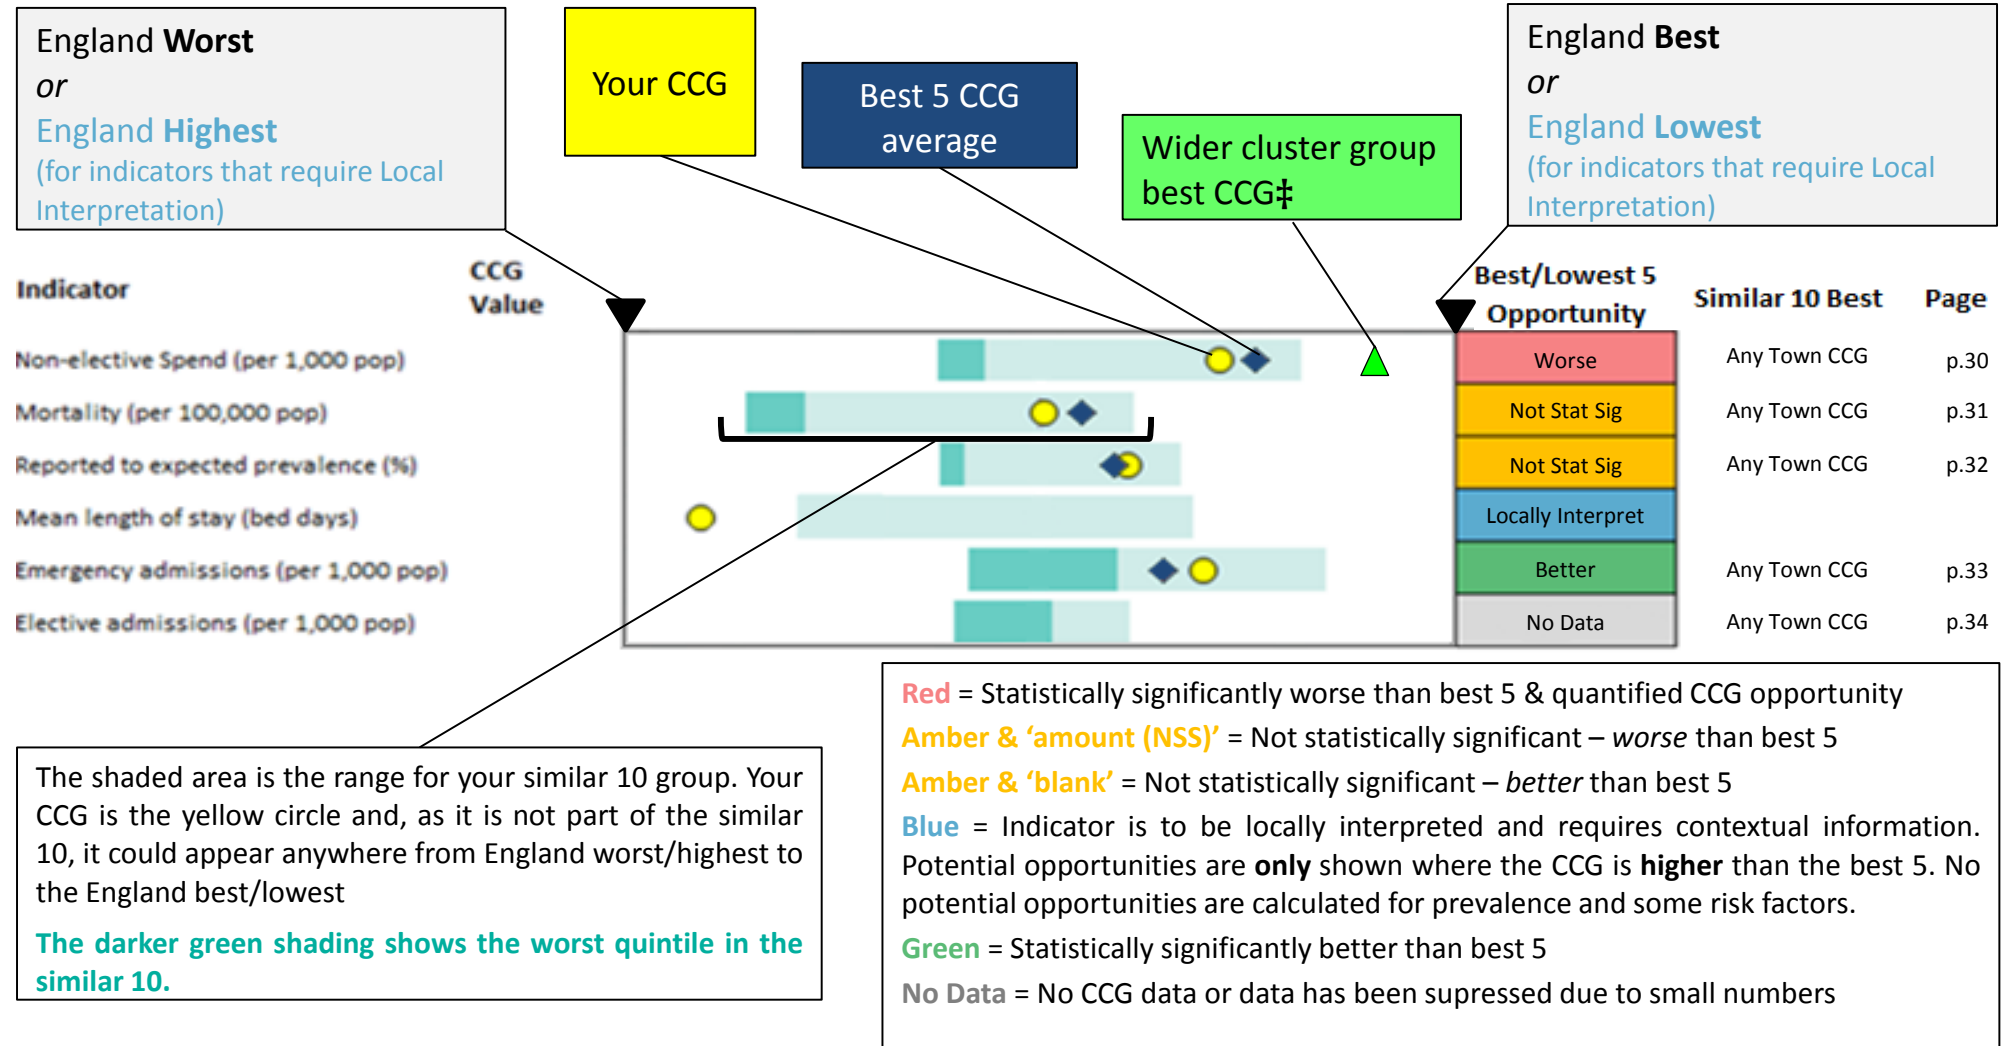 England Worst
or
England Highest
(for indicators that require Local
Interpretation)
Your CCG
Best 5 CCG
average
Wider cluster group
best CCG‡
England Best
or
England Lowest
(for indicators that require Local
Interpretation)
Indicator
CCG
Value
Best/Lowest 5
Opportunity
Similar 10 Best
Page
Non-elective Spend (per 1,000 pop)
Worse
Any Town CCG
p.30
Mortality (per 100,000 pop)
Not Stat Sig
Any Town CCG
p.31
Reported to expected prevalence (%)
Not Stat Sig
Any Town CCG
p.32
Mean length of stay (bed days)
Locally Interpret
Emergency admissions (per 1,000 pop)
Better
Any Town CCG
p.33
Elective admissions (per 1,000 pop)
No Data
Any Town CCG
p.34
The shaded area is the range for your similar 10 group. Your
CCG is the yellow circle and, as it is not part of the similar
10, it could appear anywhere from England worst/highest to
the England best/lowest
The darker green shading shows the worst quintile in the
similar 10.
Red = Statistically significantly worse than best 5 & quantified CCG opportunity
Amber & ‘amount (NSS)’ = Not statistically significant – worse than best 5
Amber & ‘blank’ = Not statistically significant – better than best 5
Blue = Indicator is to be locally interpreted and requires contextual information.
Potential opportunities are only shown where the CCG is higher than the best 5. No
potential opportunities are calculated for prevalence and some risk factors.
Green = Statistically significantly better than best 5
No Data = No CCG data or data has been supressed due to small numbers